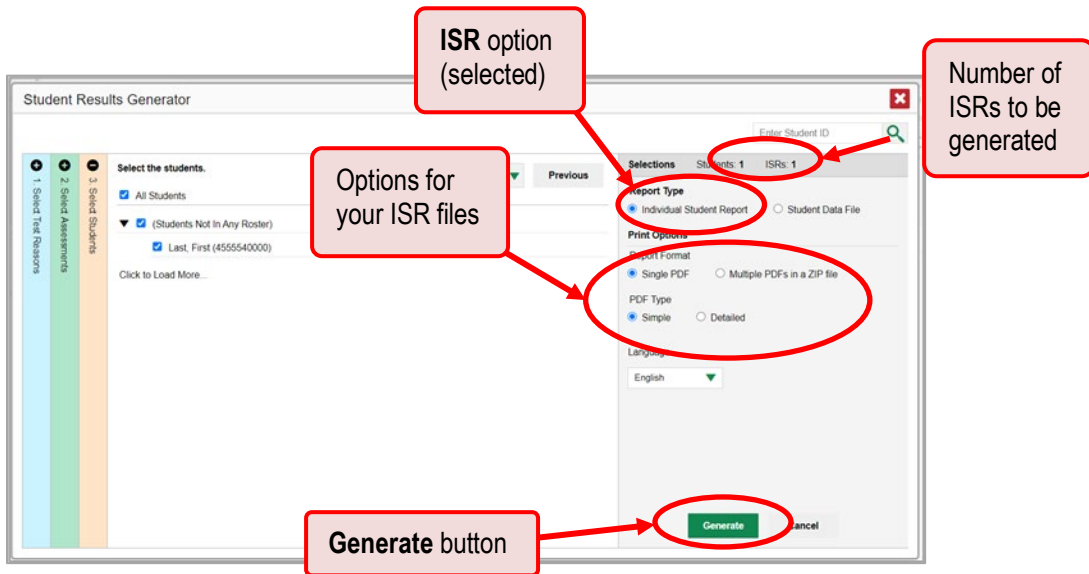 ISR option
(selected)
Number of
ISRs to be
generated
Student Results Generator
Enter Student ID
1. Select Test Reasons
2. Select Assessments
3. Select Students
Select the students.
Previous
All Students
(Students Not In Any Roster)
Last, First (4555540000)
Click to Load More...
Options for
your ISR files
Selections Students: 1 ISRs: 1
Report Type
Individual Student Report Student Data File
Print Options
Report Format
Single PDF Multiple PDFs in a ZIP file
PDF Type
Simple Detailed
Language
English
Generate Cancel
Generate button